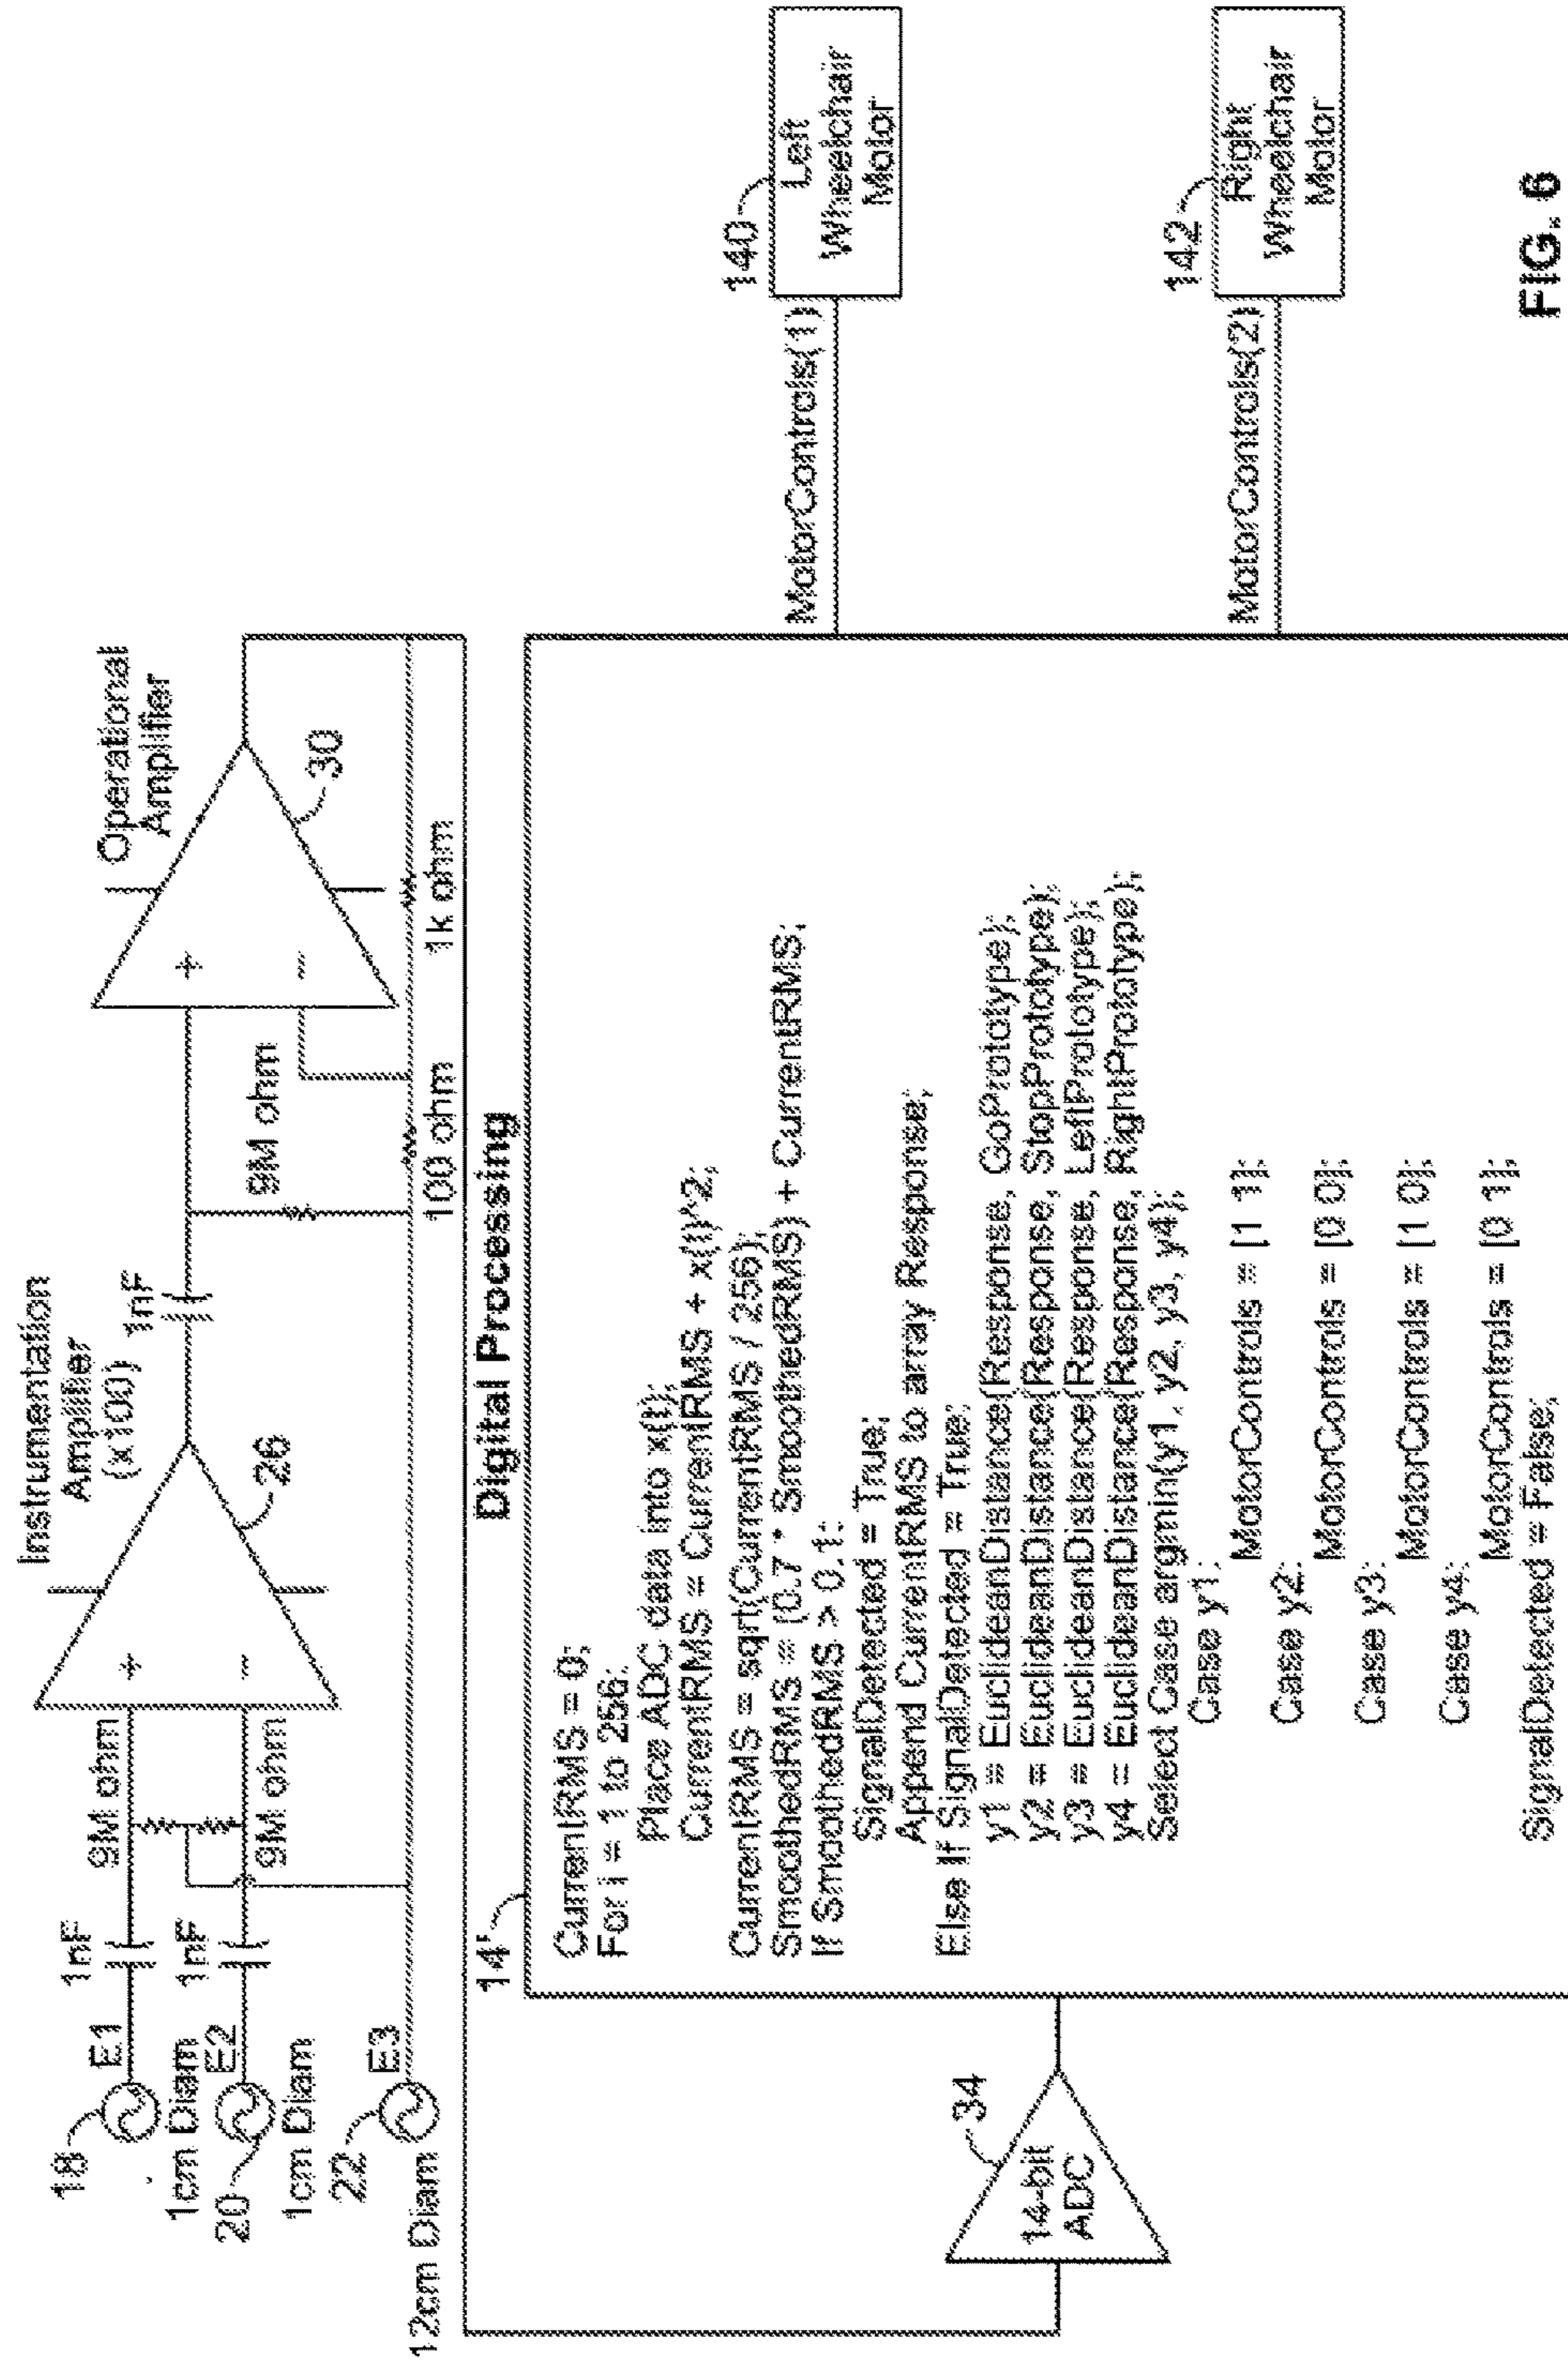 Instrumentation
Amplifier
(x100)
Operational
Amplifier
18
E1
1nF
9M ohm
+
-
26
1nF
+
-
30
1cm Diam
20
E2
1nF
9M ohm
9M ohm
1cm Diam
22
E3
12cm Diam
100 ohm
1k ohm
Digital Processing
14'
CurrentRMS = 0;
For i = 1 to 256:
Place ADC data into x(t);
CurrentRMS = CurrentRMS + x(t)^2;
CurrentRMS = sqrt(CurrentRMS / 256);
SmoothedRMS = (0.7 * SmoothedRMS) + CurrentRMS;
If SmoothedRMS > 0.1:
SignalDetected = True;
Append CurrentRMS to array Response;
Else If SignalDetected = True:
y1 = EuclideanDistance(Response, GoPrototype);
y2 = EuclideanDistance(Response, StopPrototype);
y3 = EuclideanDistance(Response, LeftPrototype);
y4 = EuclideanDistance(Response, RightPrototype);
Select Case argmin(y1, y2, y3, y4);
Case y1:
MotorControls = [1 1];
Case y2:
MotorControls = [0 0];
Case y3:
MotorControls = [1 0];
Case y4:
MotorControls = [0 1];
SignalDetected = False;
34
14-bit
ADC
MotorControls(1)
140
Left
Wheelchair
Motor
MotorControls(2)
142
Right
Wheelchair
Motor
FIG. 6